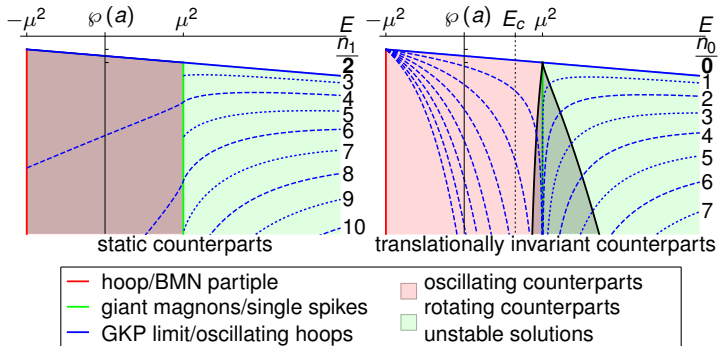 −μ² ℘(a) μ² E
n₁
2
3
4
5
6
7
8
9
10
static counterparts
−μ² ℘(a) E_c μ² E
n₀
0
1
2
3
4
5
6
7
translationally invariant counterparts
hoop/BMN partiple
giant magnons/single spikes
GKP limit/oscillating hoops
oscillating counterparts
rotating counterparts
unstable solutions